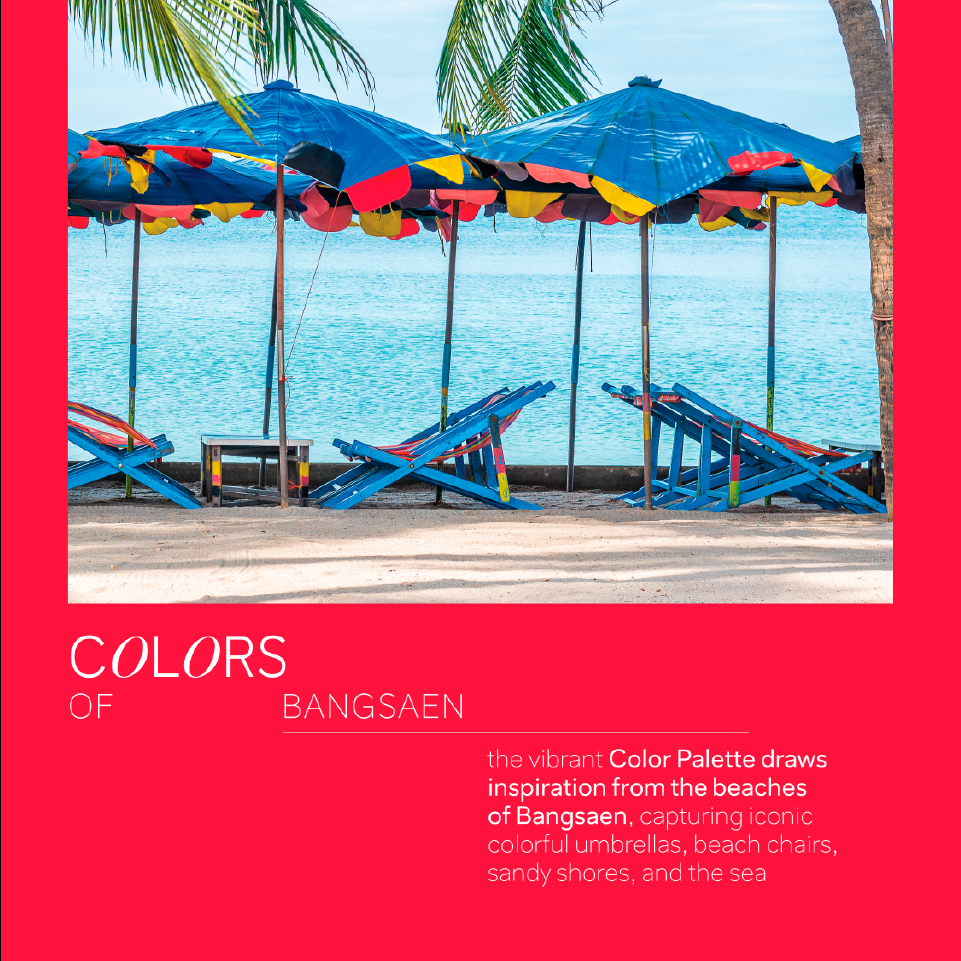 COLORS
OF BANGSAEN
the vibrant Color Palette draws
inspiration from the beaches
of Bangsaen, capturing iconic
colorful umbrellas, beach chairs,
sandy shores, and the sea